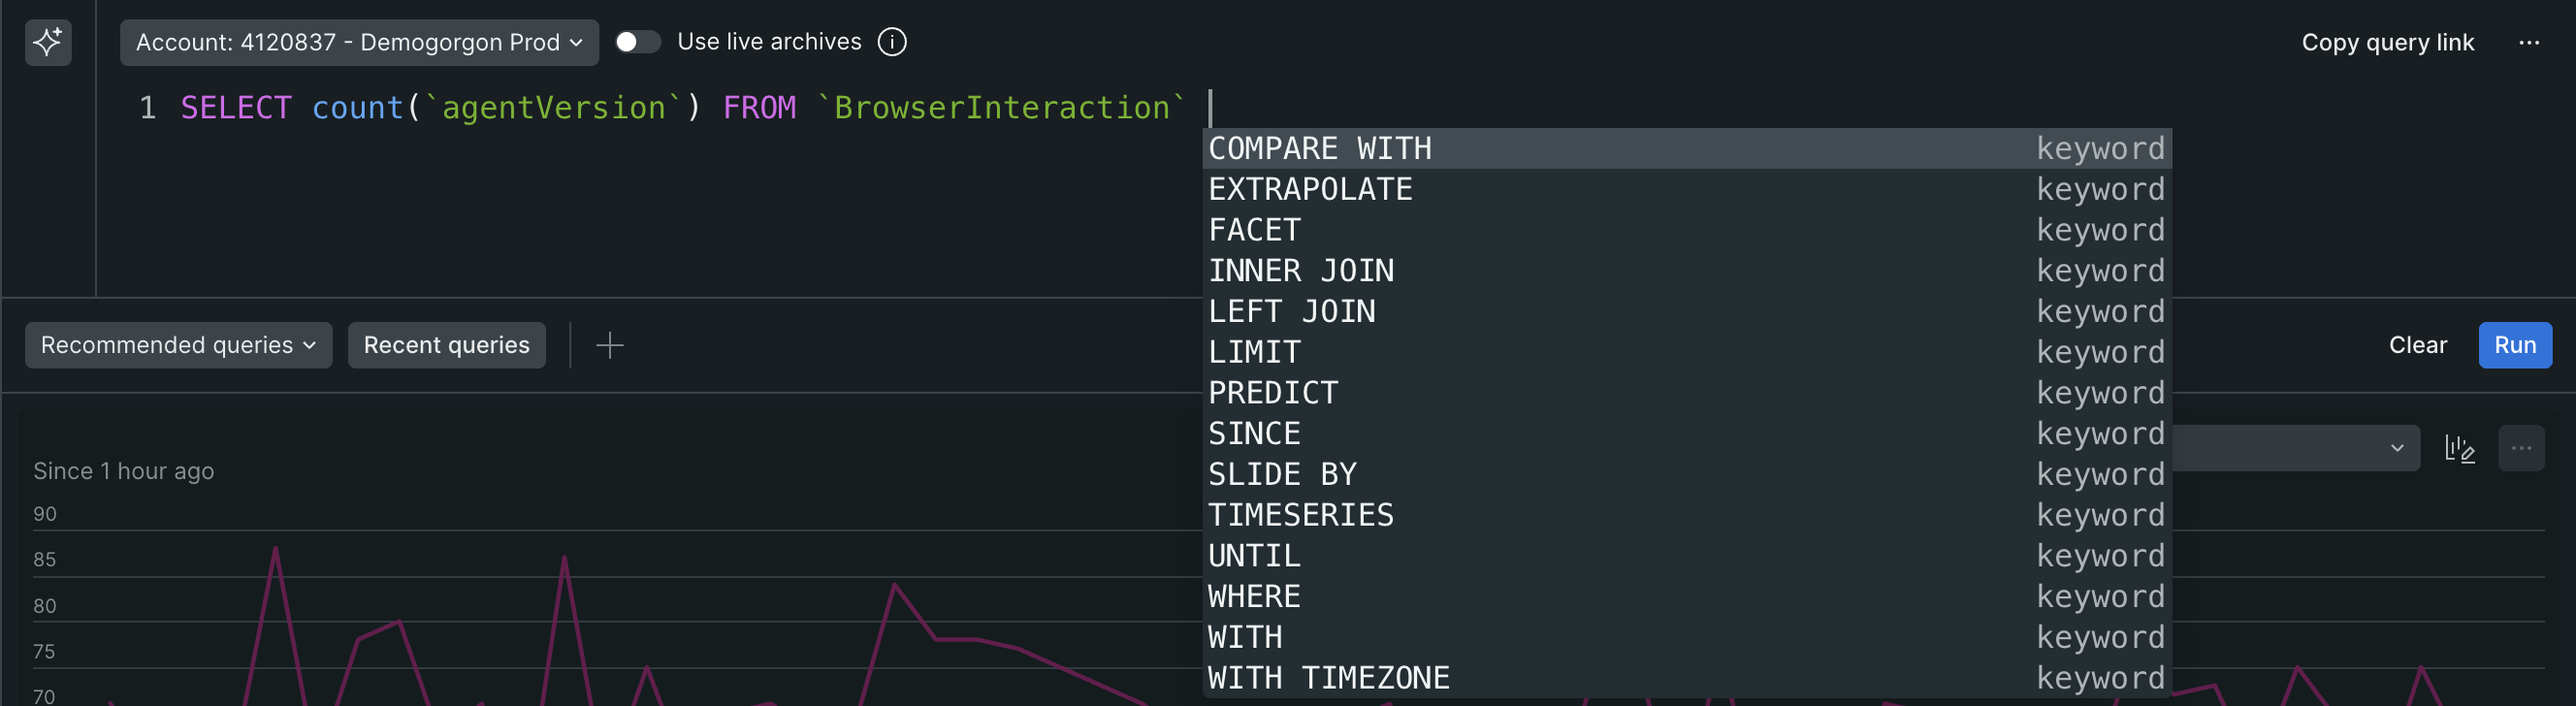 Account: 4120837 - Demogorgon Prod
Use live archives
Copy query link
1 SELECT count(`agentVersion`) FROM `BrowserInteraction`
COMPARE WITH keyword
EXTRAPOLATE keyword
FACET keyword
INNER JOIN keyword
LEFT JOIN keyword
LIMIT keyword
PREDICT keyword
SINCE keyword
SLIDE BY keyword
TIMESERIES keyword
UNTIL keyword
WHERE keyword
WITH keyword
WITH TIMEZONE keyword
Recommended queries
Recent queries
Clear
Run
Since 1 hour ago
90
85
80
75
70